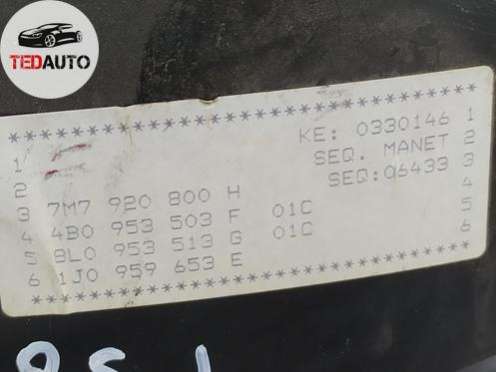 TEDAUTO
************************************
1 KE: 0330146 1
2 SEQ. MANET 2
3 7M7 920 800 H SEQ:06433 3
4 4B0 953 503 F 01C 4
5 8L0 953 513 G 01C 5
6 1J0 959 653 E 6
************************************